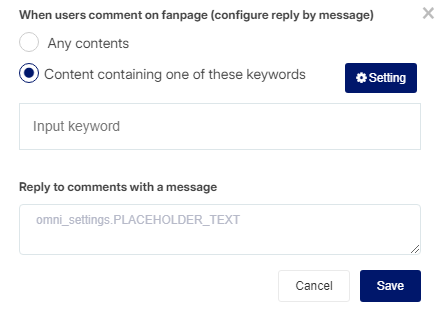 When users comment on fanpage (configure reply by message)
Any contents
Content containing one of these keywords
Setting
Input keyword
Reply to comments with a message
omni_settings.PLACEHOLDER_TEXT
Cancel
Save